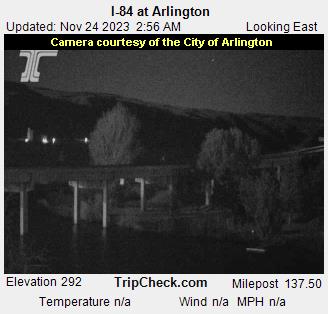 I-84 at Arlington
Updated: Nov 24 2023 2:56 AM Looking East
Camera courtesy of the City of Arlington
Elevation 292 TripCheck.com Milepost 137.50
Temperature n/a Wind n/a MPH n/a